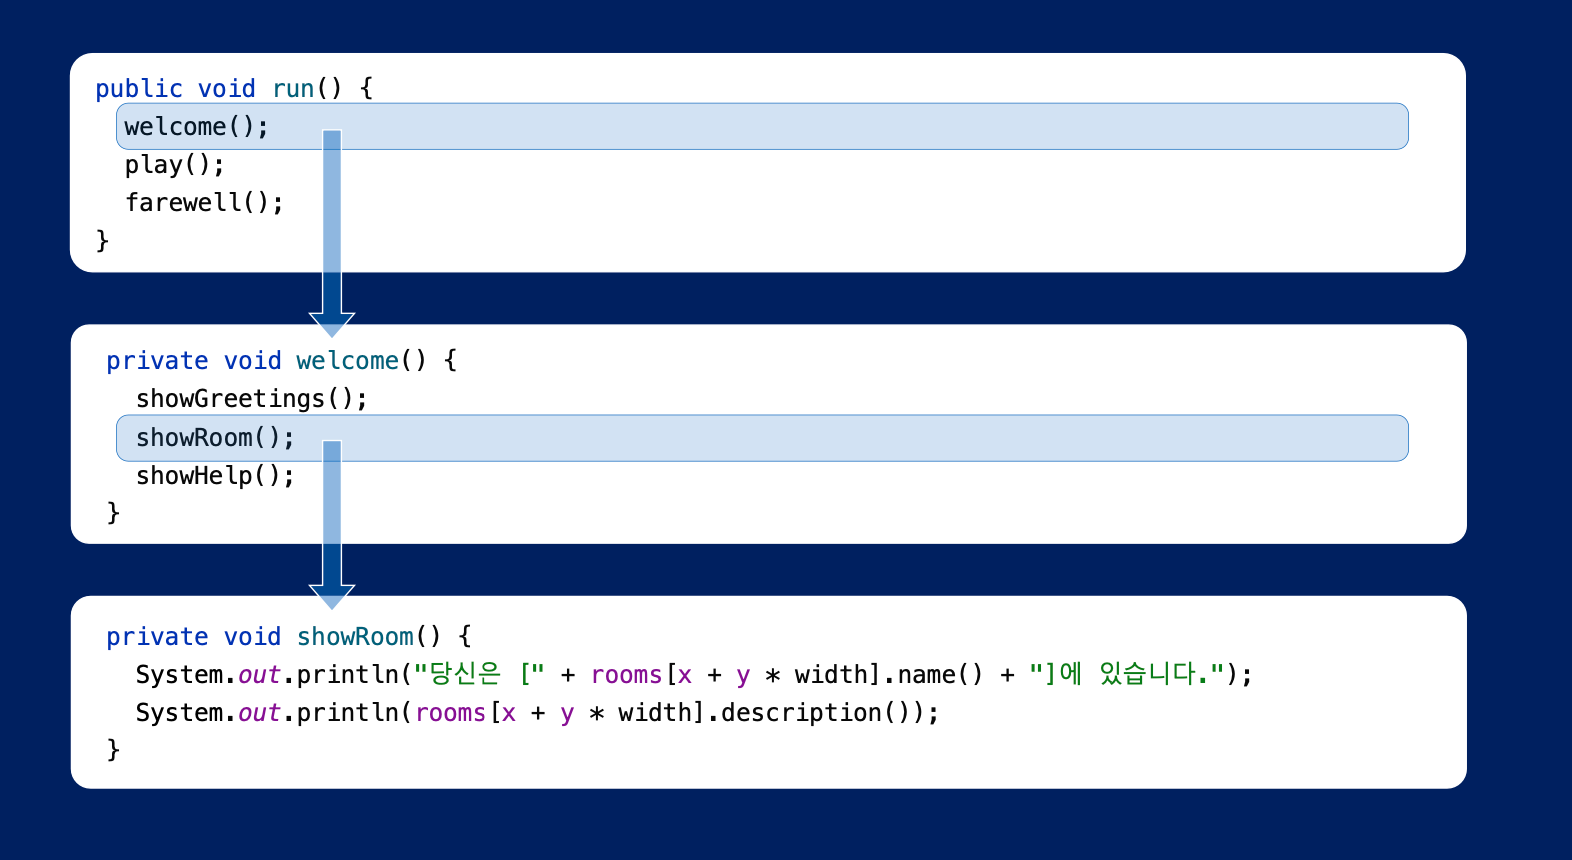 public void run() {
  welcome();
  play();
  farewell();
}
private void welcome() {
  showGreetings();
  showRoom();
  showHelp();
}
private void showRoom() {
  System.out.println("당신은 [" + rooms[x + y * width].name() + "]에 있습니다.");
  System.out.println(rooms[x + y * width].description());
}